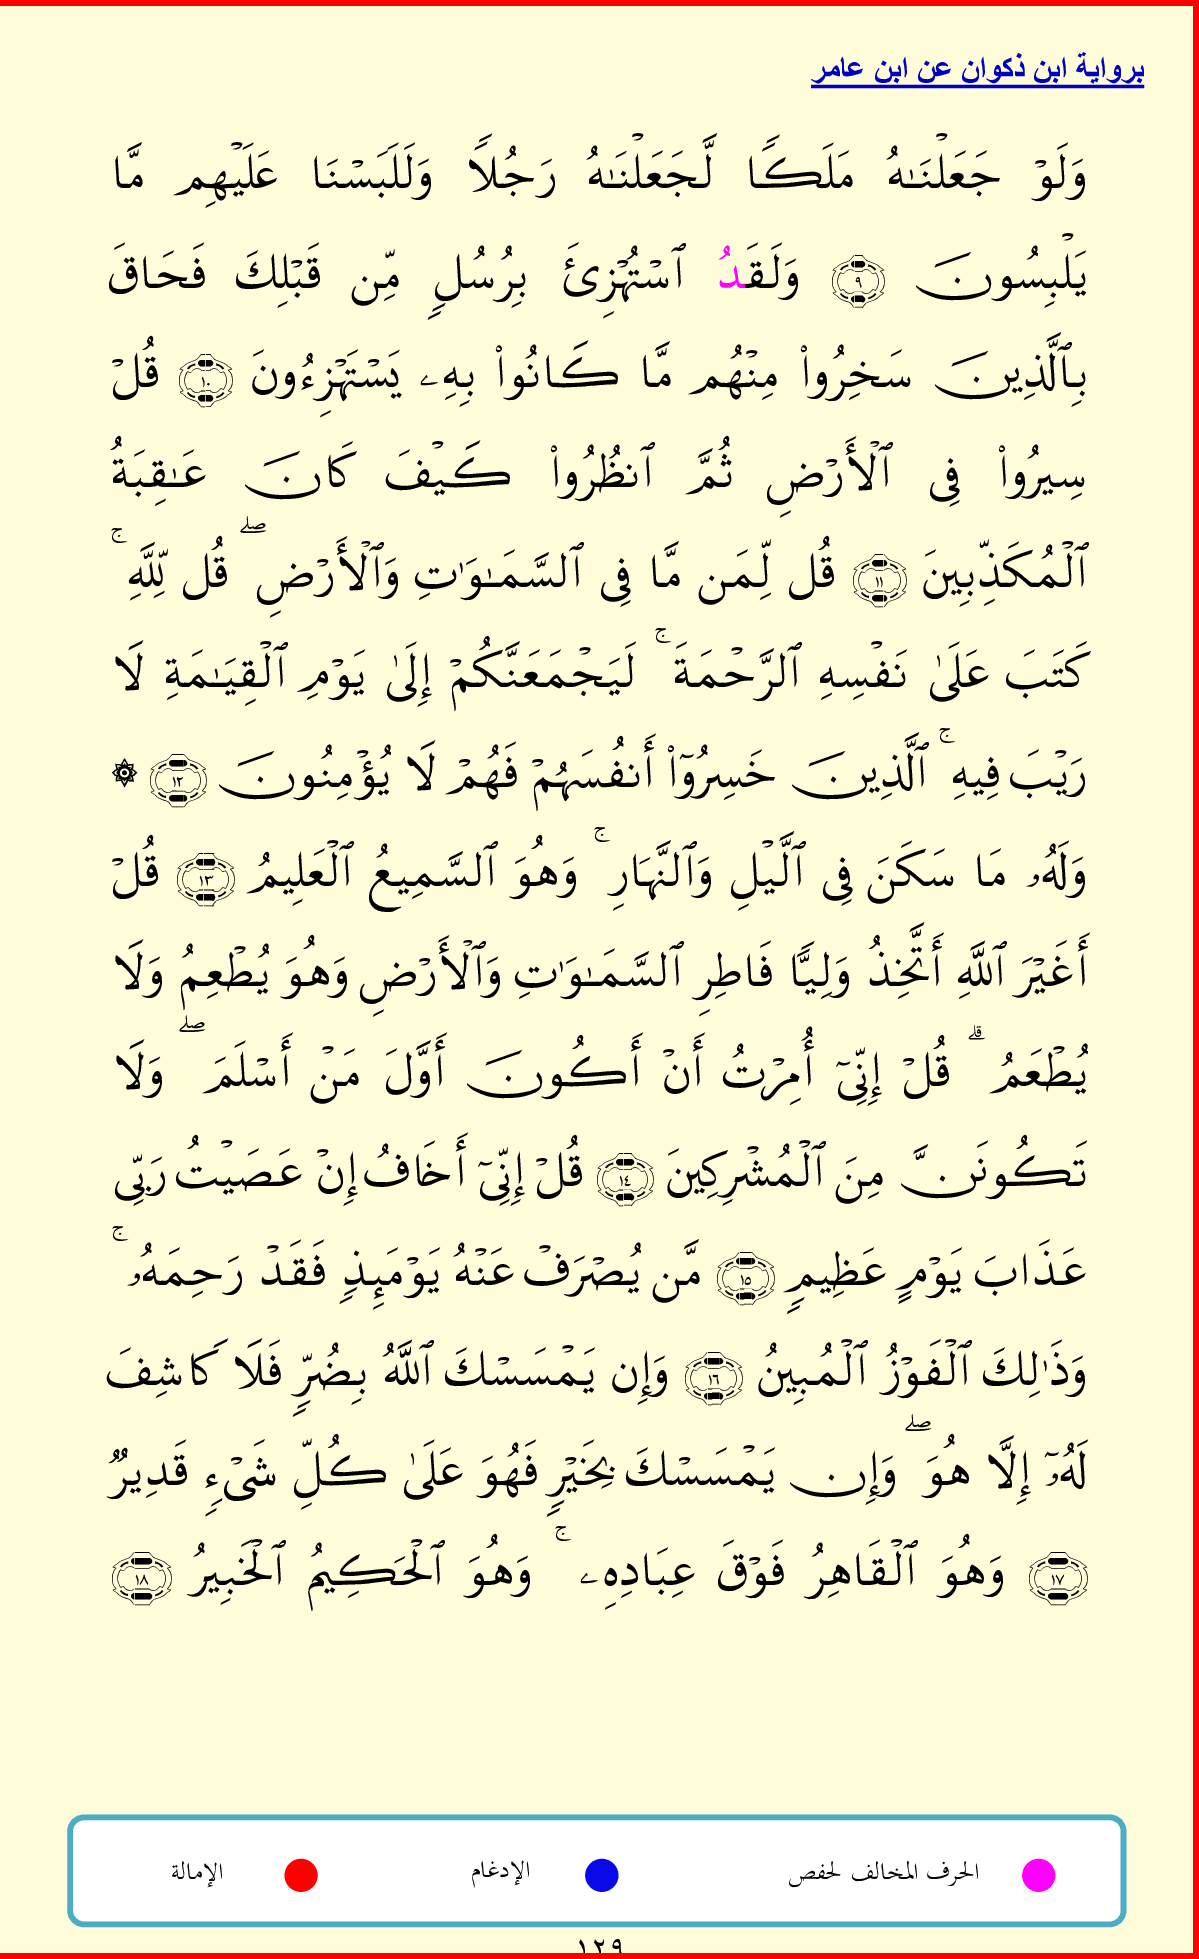 برواية ابن ذكوان عن ابن عامر
وَلَوْ جَعَلْنَٰهُ مَلَكًا لَّجَعَلْنَٰهُ رَجُلًا وَلَلَبَسْنَا عَلَيْهِم مَّا
يَلْبِسُونَ ٩ وَلَقَدُ ٱسْتُهْزِئَ بِرُسُلٍ مِّن قَبْلِكَ فَحَاقَ
بِٱلَّذِينَ سَخِرُوا۟ مِنْهُم مَّا كَانُوا۟ بِهِۦ يَسْتَهْزِءُونَ ١٠ قُلْ
سِيرُوا۟ فِى ٱلْأَرْضِ ثُمَّ ٱنظُرُوا۟ كَيْفَ كَانَ عَٰقِبَةُ
ٱلْمُكَذِّبِينَ ١١ قُل لِّمَن مَّا فِى ٱلسَّمَٰوَٰتِ وَٱلْأَرْضِ ۖ قُل لِّلَّهِ ۚ
كَتَبَ عَلَىٰ نَفْسِهِ ٱلرَّحْمَةَ ۚ لَيَجْمَعَنَّكُمْ إِلَىٰ يَوْمِ ٱلْقِيَٰمَةِ لَا
رَيْبَ فِيهِ ۚ ٱلَّذِينَ خَسِرُوٓا۟ أَنفُسَهُمْ فَهُمْ لَا يُؤْمِنُونَ ١٢ ۞
وَلَهُۥ مَا سَكَنَ فِى ٱلَّيْلِ وَٱلنَّهَارِ ۚ وَهُوَ ٱلسَّمِيعُ ٱلْعَلِيمُ ١٣ قُلْ
أَغَيْرَ ٱللَّهِ أَتَّخِذُ وَلِيًّا فَاطِرِ ٱلسَّمَٰوَٰتِ وَٱلْأَرْضِ وَهُوَ يُطْعِمُ وَلَا
يُطْعَمُ ۗ قُلْ إِنِّىٓ أُمِرْتُ أَنْ أَكُونَ أَوَّلَ مَنْ أَسْلَمَ ۖ وَلَا
تَكُونَنَّ مِنَ ٱلْمُشْرِكِينَ ١٤ قُلْ إِنِّىٓ أَخَافُ إِنْ عَصَيْتُ رَبِّى
عَذَابَ يَوْمٍ عَظِيمٍ ١٥ مَّن يُصْرَفْ عَنْهُ يَوْمَئِذٍ فَقَدْ رَحِمَهُۥ ۚ
وَذَٰلِكَ ٱلْفَوْزُ ٱلْمُبِينُ ١٦ وَإِن يَمْسَسْكَ ٱللَّهُ بِضُرٍّ فَلَا كَاشِفَ
لَهُۥٓ إِلَّا هُوَ ۖ وَإِن يَمْسَسْكَ بِخَيْرٍ فَهُوَ عَلَىٰ كُلِّ شَىْءٍ قَدِيرٌ
١٧ وَهُوَ ٱلْقَاهِرُ فَوْقَ عِبَادِهِۦ ۚ وَهُوَ ٱلْحَكِيمُ ٱلْخَبِيرُ ١٨
الحرف المخالف لحفص الإدغام الإمالة
١٢٩